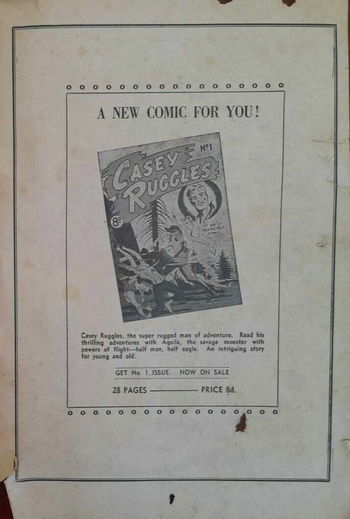 A NEW COMIC FOR YOU!
CASEY
RUGGLES
No 1
8D
Casey Ruggles, the super rugged man of adventure. Read his
thrilling adventures with Aquila, the savage monster with
powers of flight—half man, half eagle. An intriguing story
for young and old.
GET No. 1 ISSUE. NOW ON SALE
28 PAGES ——— PRICE 8d.